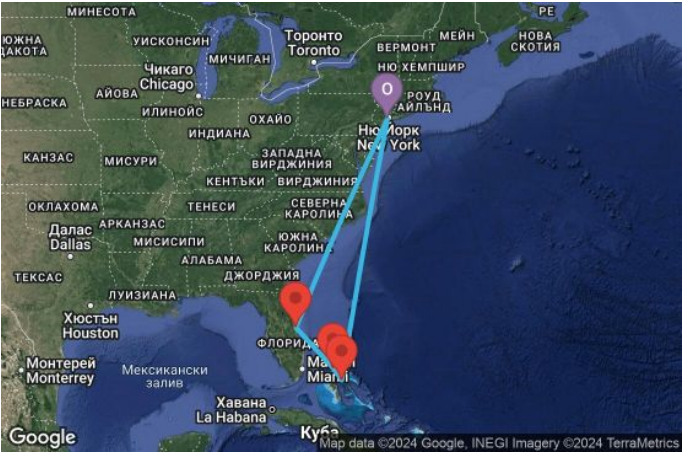 МИНЕСОТА
РЕ
ЮЖНА
ДАКОТА
УИСКОНСИН
МИЧИГАН
Торонто
Toronto
ВЕРМОНТ
МЕЙН
НОВА
СКОТИЯ
Чикаго
Chicago
НЮ ХЕМПШИР
НЕБРАСКА
АЙОВА
ИЛИНОЙС
ОХАЙО
О
РОУД
АЙЛЪНД
ИНДИАНА
Ню Йорк
New York
КАНЗАС
МИСУРИ
ЗАПАДНА
ВИРДЖИНИЯ
КЕНТЪКИ
ВИРДЖИНИЯ
ОКЛАХОМА
АРКАНЗАС
ТЕНЕСИ
СЕВЕРНА
КАРОЛИНА
Далас
Dallas
МИСИСИПИ
ЮЖНА
КАРОЛИНА
АЛАБАМА
ТЕКСАС
ДЖОРДЖИЯ
ЛУИЗИАНА
Хюстън
Houston
ФЛОРИДА
Монтерей
Monterrey
Мексикански
залив
Miami
Хавана
La Habana
Куба
Google
Map data ©2024 Google, INEGI Imagery ©2024 TerraMetrics